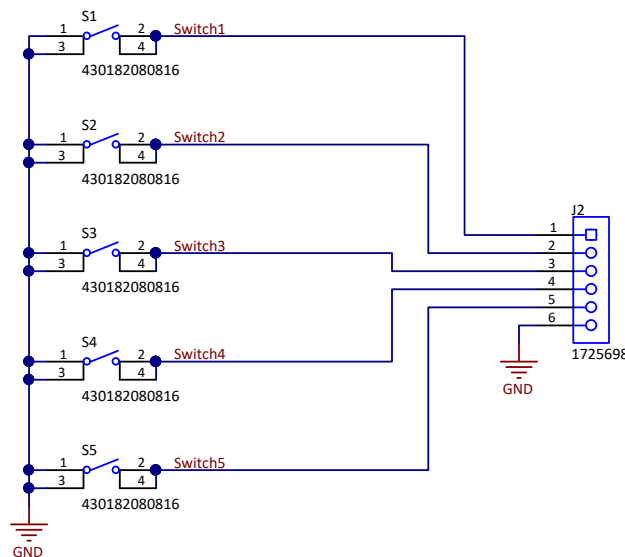 S1
1 2 Switch1
3 4
430182080816
S2
1 2 Switch2
3 4
430182080816
S3
1 2 Switch3
3 4
430182080816
S4
1 2 Switch4
3 4
430182080816
S5
1 2 Switch5
3 4
430182080816
GND
J2
1
2
3
4
5
6
1725698
GND